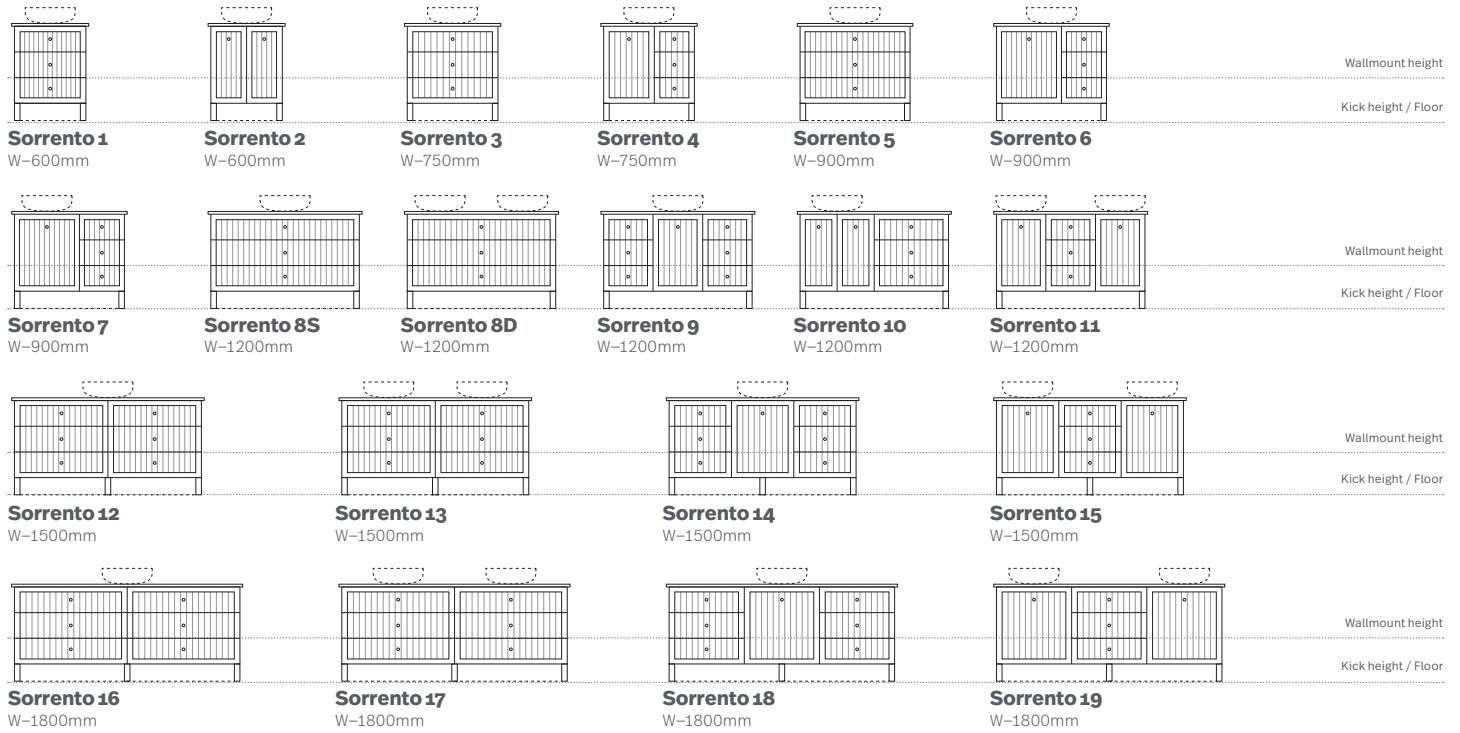 Wallmount height
Kick height / Floor
Sorrento 1
W–600mm
Sorrento 2
W–600mm
Sorrento 3
W–750mm
Sorrento 4
W–750mm
Sorrento 5
W–900mm
Sorrento 6
W–900mm
Wallmount height
Kick height / Floor
Sorrento 7
W–900mm
Sorrento 8S
W–1200mm
Sorrento 8D
W–1200mm
Sorrento 9
W–1200mm
Sorrento 10
W–1200mm
Sorrento 11
W–1200mm
Wallmount height
Kick height / Floor
Sorrento 12
W–1500mm
Sorrento 13
W–1500mm
Sorrento 14
W–1500mm
Sorrento 15
W–1500mm
Wallmount height
Kick height / Floor
Sorrento 16
W–1800mm
Sorrento 17
W–1800mm
Sorrento 18
W–1800mm
Sorrento 19
W–1800mm